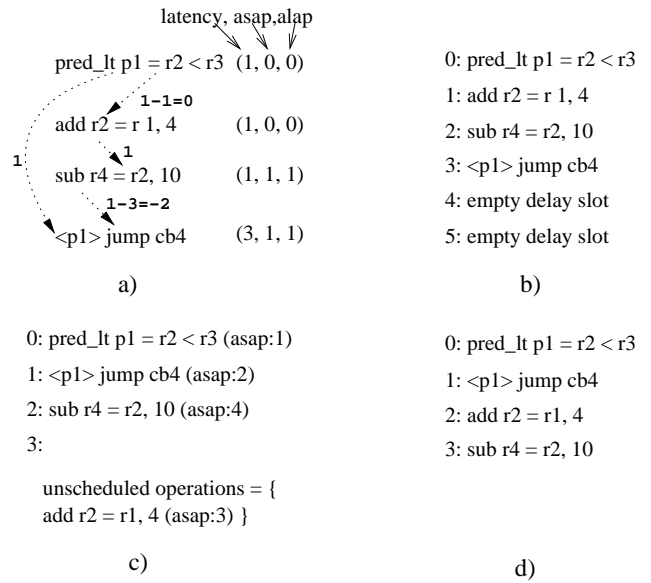 latency, asap,alap
pred_lt p1 = r2 < r3 (1, 0, 0)
1-1=0
add r2 = r 1, 4 (1, 0, 0)
1
1
sub r4 = r2, 10 (1, 1, 1)
1-3=-2
<p1> jump cb4 (3, 1, 1)
a)
0: pred_lt p1 = r2 < r3
1: add r2 = r 1, 4
2: sub r4 = r2, 10
3: <p1> jump cb4
4: empty delay slot
5: empty delay slot
b)
0: pred_lt p1 = r2 < r3 (asap:1)
1: <p1> jump cb4 (asap:2)
2: sub r4 = r2, 10 (asap:4)
3:
unscheduled operations = {
add r2 = r1, 4 (asap:3) }
c)
0: pred_lt p1 = r2 < r3
1: <p1> jump cb4
2: add r2 = r1, 4
3: sub r4 = r2, 10
d)